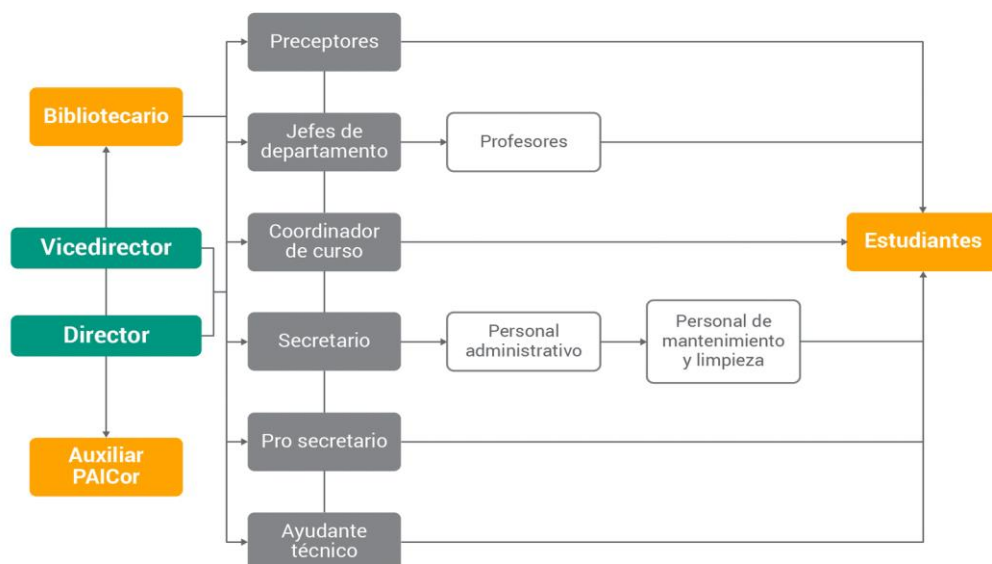 Preceptores
Bibliotecario
Jefes de
departamento
Profesores
Vicedirector
Coordinador
de curso
Estudiantes
Director
Secretario
Personal
administrativo
Personal de
mantenimiento
y limpieza
Auxiliar
PAICor
Pro secretario
Ayudante
técnico